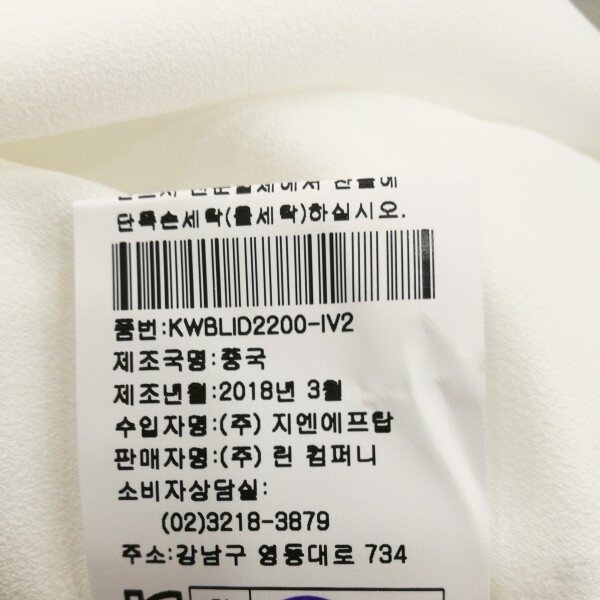 단독손세탁(물세탁)하십시오.
품번:KWBLID2200-IV2
제조국명:중국
제조년월:2018년 3월
수입자명:(주) 지엔에프탑
판매자명:(주) 린 컴퍼니
소비자상담실:
(02)3218-3879
주소:강남구 영동대로 734